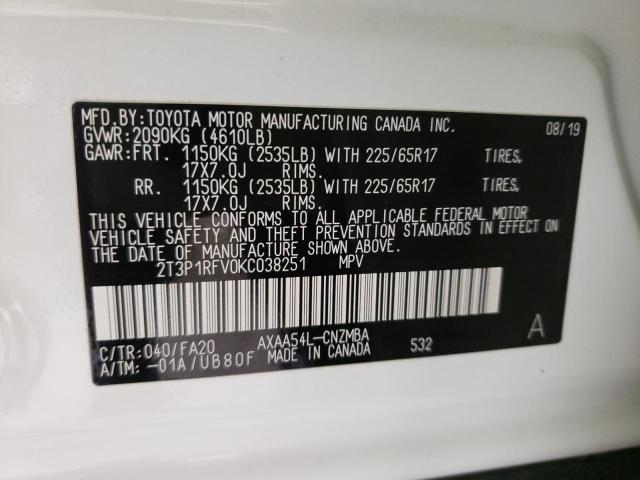 MFD.BY:TOYOTA MOTOR MANUFACTURING CANADA INC. 08/19
GVWR:2090KG (4610LB)
GAWR:FRT. 1150KG (2535LB) WITH 225/65R17 TIRES,
17X7.0J RIMS.
RR. 1150KG (2535LB) WITH 225/65R17 TIRES,
17X7.0J RIMS.
THIS VEHICLE CONFORMS TO ALL APPLICABLE FEDERAL MOTOR
VEHICLE SAFETY AND THEFT PREVENTION STANDARDS IN EFFECT ON
THE DATE OF MANUFACTURE SHOWN ABOVE.
2T3P1RFV0KC038251 MPV
C/TR:040/FA20 AXAA54L-CNZMBA 532 A
A/TM:-01A/UB80F MADE IN CANADA